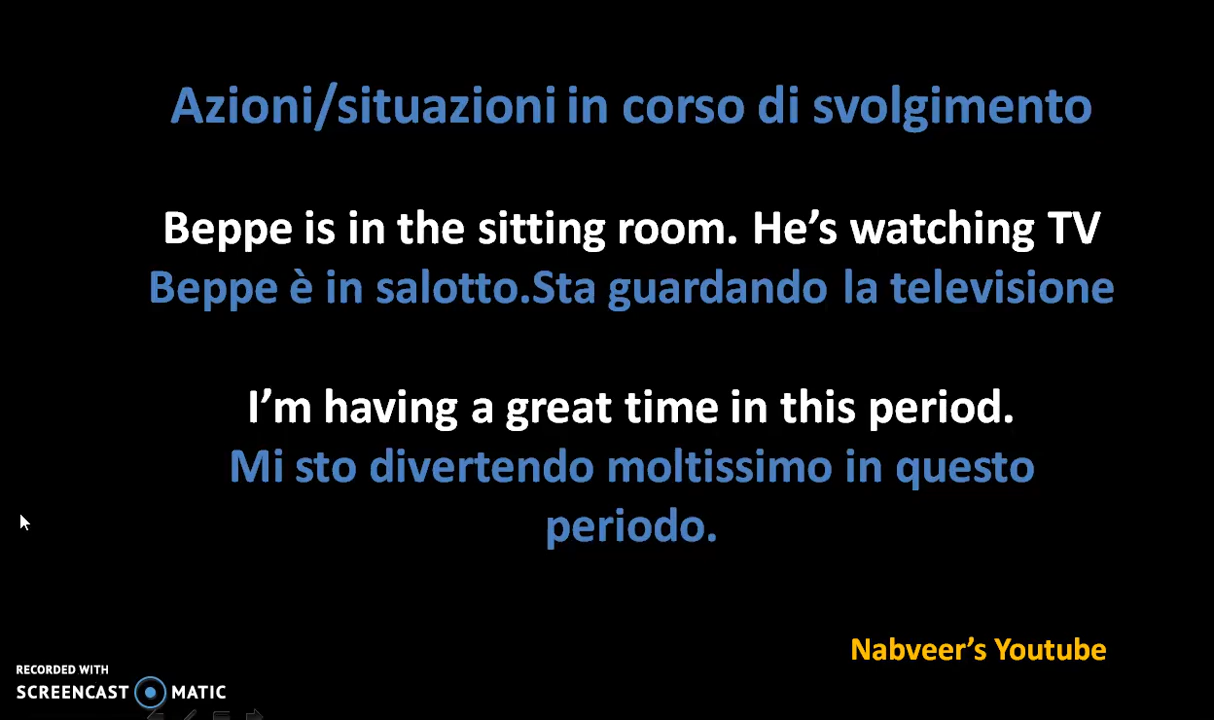 Azioni/situazioni in corso di svolgimento
Beppe is in the sitting room. He’s watching TV
Beppe è in salotto.Sta guardando la televisione
I’m having a great time in this period.
Mi sto divertendo moltissimo in questo
periodo.
Nabveer’s Youtube
RECORDED WITH
SCREENCAST MATIC